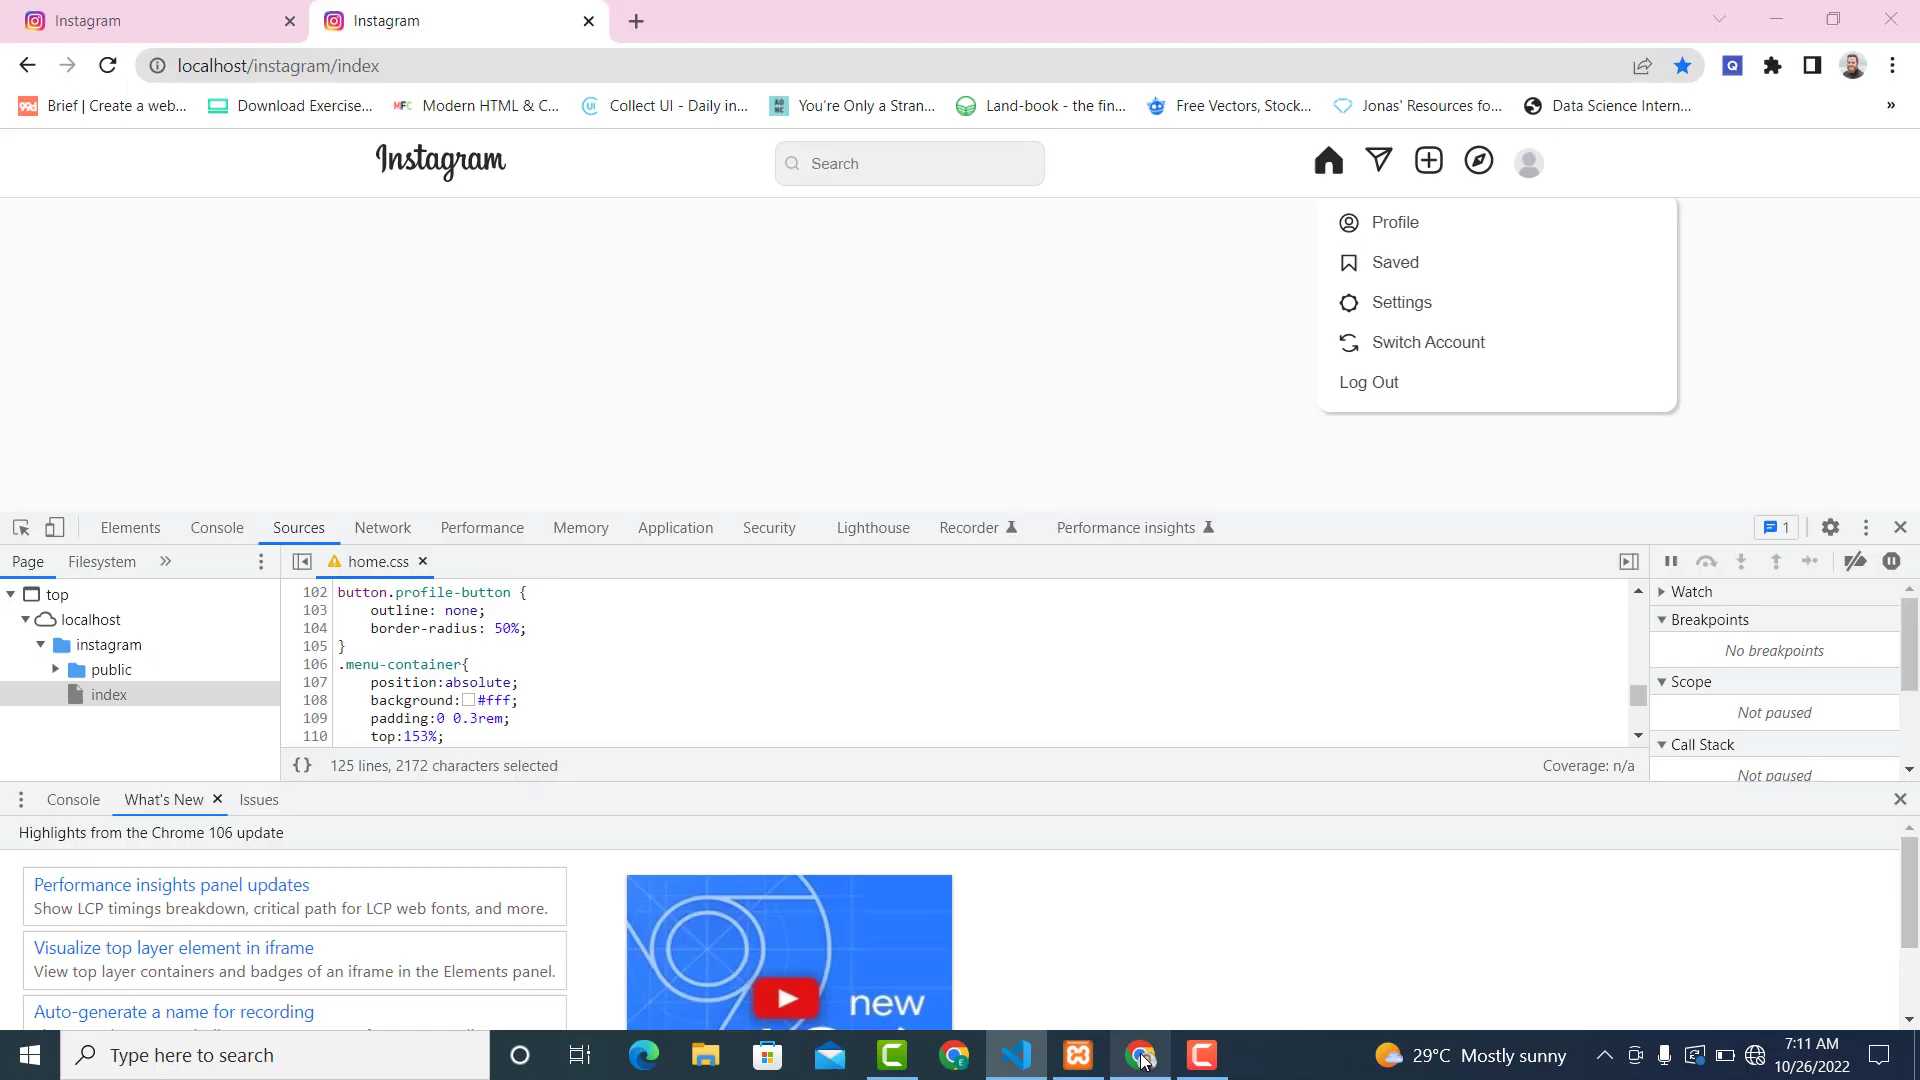 Instagram
Instagram
localhost/instagram/index
Q
99d Brief | Create a web...
Download Exercise...
MFC Modern HTML & C...
UI Collect UI - Daily in...
You're Only a Stran...
Land-book - the fin...
Free Vectors, Stock...
Jonas' Resources fo...
Data Science Intern...
»
Instagram
Search
Profile
Saved
Settings
Switch Account
Log Out
Elements Console Sources Network Performance Memory Application Security Lighthouse Recorder Performance insights 1
Page Filesystem »
home.css
top
localhost
instagram
public
index
102 button.profile-button {
103 outline: none;
104 border-radius: 50%;
105 }
106 .menu-container{
107 position:absolute;
108 background:#fff;
109 padding:0 0.3rem;
110 top:153%;
{} 125 lines, 2172 characters selected
Coverage: n/a
Watch
Breakpoints
No breakpoints
Scope
Not paused
Call Stack
Not paused
Console What's New Issues
Highlights from the Chrome 106 update
Performance insights panel updates
Show LCP timings breakdown, critical path for LCP web fonts, and more.
Visualize top layer element in iframe
View top layer containers and badges of an iframe in the Elements panel.
Auto-generate a name for recording
new
Type here to search
29°C Mostly sunny
7:11 AM
10/26/2022